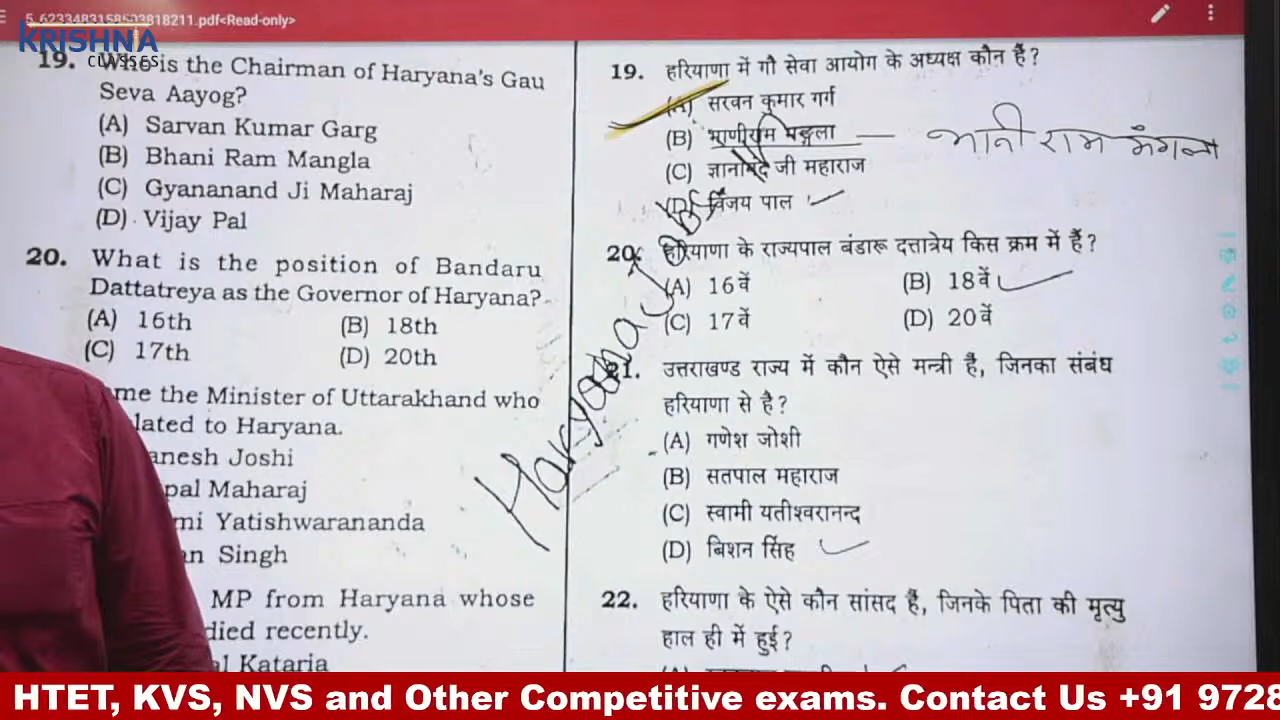 5_6233483158503818211.pdf<Read-only>
KRISHNA
CLASSES
19. Who is the Chairman of Haryana's Gau
Seva Aayog?
(A) Sarvan Kumar Garg
(B) Bhani Ram Mangla
(C) Gyananand Ji Maharaj
(D) Vijay Pal
20. What is the position of Bandaru
Dattatreya as the Governor of Haryana?
(A) 16th (B) 18th
(C) 17th (D) 20th
me the Minister of Uttarakhand who
lated to Haryana.
anesh Joshi
pal Maharaj
mi Yatishwarananda
n Singh
MP from Haryana whose
died recently.
al Kataria
19. हरियाणा में गौ सेवा आयोग के अध्यक्ष कौन हैं?
(A) सरवन कुमार गर्ग
(B) भाणीराम मङ्गला — भानी राम मंगला
(C) ज्ञानानंद जी महाराज
(D) विजय पाल
20. हरियाणा के राज्यपाल बंडारू दत्तात्रेय किस क्रम में हैं?
(A) 16वें (B) 18वें
(C) 17वें (D) 20वें
21. उत्तराखण्ड राज्य में कौन ऐसे मन्त्री हैं, जिनका संबंध
हरियाणा से है?
(A) गणेश जोशी
(B) सतपाल महाराज
(C) स्वामी यतीश्वरानन्द
(D) बिशन सिंह
22. हरियाणा के ऐसे कौन सांसद हैं, जिनके पिता की मृत्यु
हाल ही में हुई?
Haryana
HTET, KVS, NVS and Other Competitive exams. Contact Us +91 9728